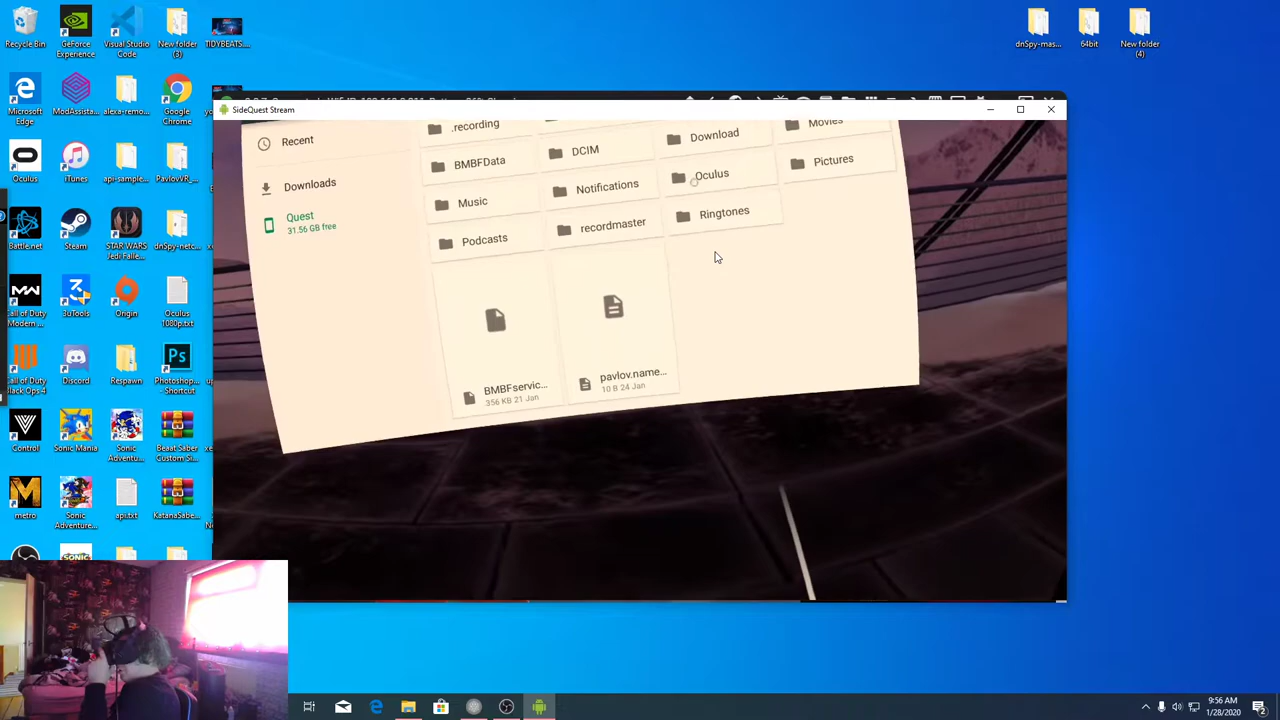 Recycle Bin
GeForce
Experience
Visual Studio
Code
New folder
(3)
TIDYBEATS....
dnSpy-mas...
64bit
New folder
(4)
Microsoft
Edge
ModAssista...
alexa-remo...
Google
Chrome
Oculus
iTunes
api-sample...
PavlovVR_...
Battle.net
Steam
STAR WARS
Jedi Falle...
dnSpy-netc...
Call of Duty
Modern ...
3uTools
Origin
Oculus
1080p.txt
Call of Duty
Black Ops 4
Discord
Respawn
Photoshop...
- Shortcut
Control
Sonic Mania
Sonic
Adventu...
Beaat Saber
Custom Si...
metro
Sonic
Adventure...
api.txt
KatanaSabe...
SideQuest Stream
Recent
Downloads
Quest
31.56 GB free
.recording
Download
Movies
BMBFData
DCIM
Oculus
Pictures
Music
Notifications
Ringtones
Podcasts
recordmaster
BMBFservic...
356 KB 21 Jan
pavlov.name...
10 B 24 Jan
9:56 AM
1/28/2020
2